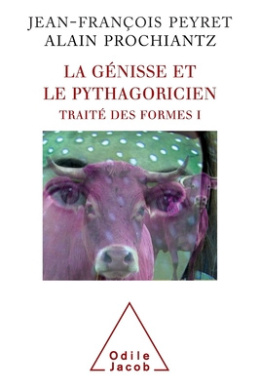 JEAN-FRANÇOIS PEYRET
ALAIN PROCHIANTZ
LA GÉNISSE ET
LE PYTHAGORICIEN
TRAITÉ DES FORMES I
Odile
Jacob